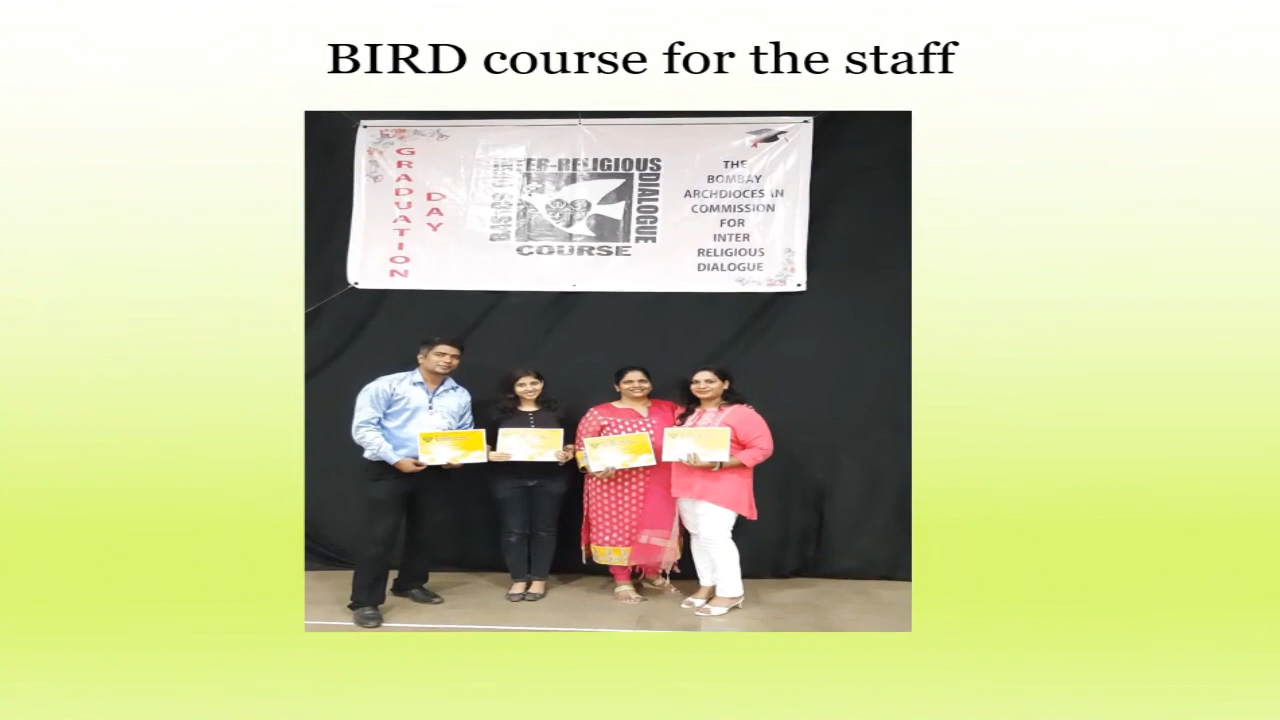 BIRD course for the staff
GRADUATION
DAY
INTER-RELIGIOUS
DIALOGUE
COURSE
THE
BOMBAY
ARCHDIOCES IN
COMMISSION
FOR
INTER
RELIGIOUS
DIALOGUE